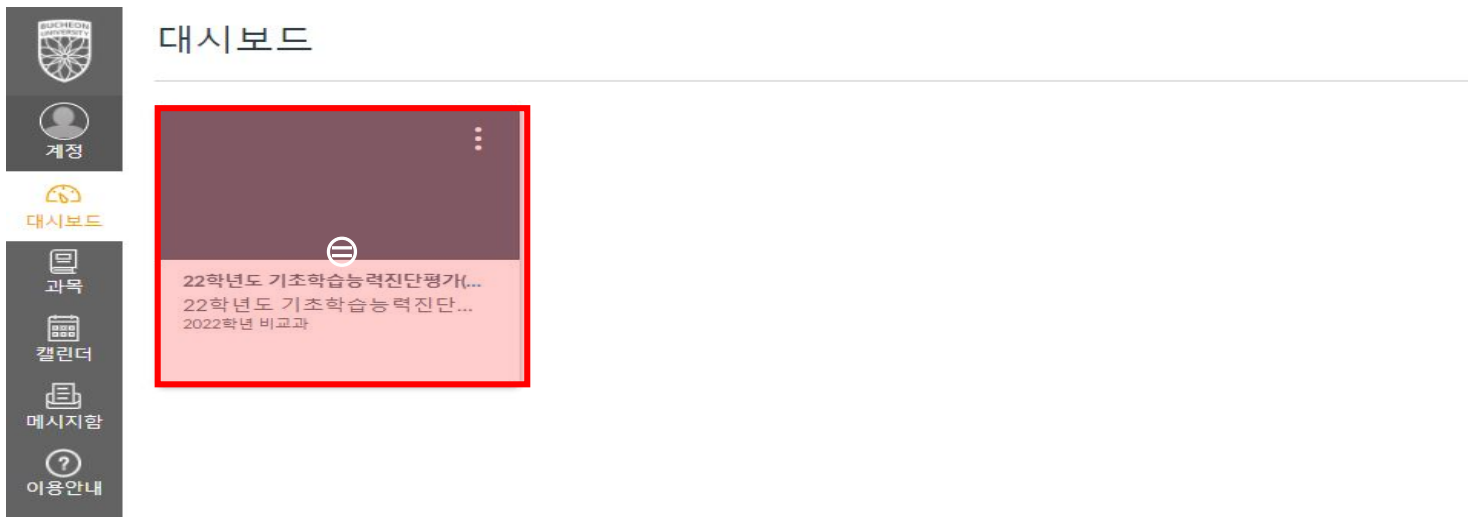 BUCHEON
UNIVERSITY
계정
대시보드
과목
캘린더
메시지함
이용안내
대시보드
22학년도 기초학습능력진단평가(...
22학년도 기초학습능력진단...
2022학년 비교과